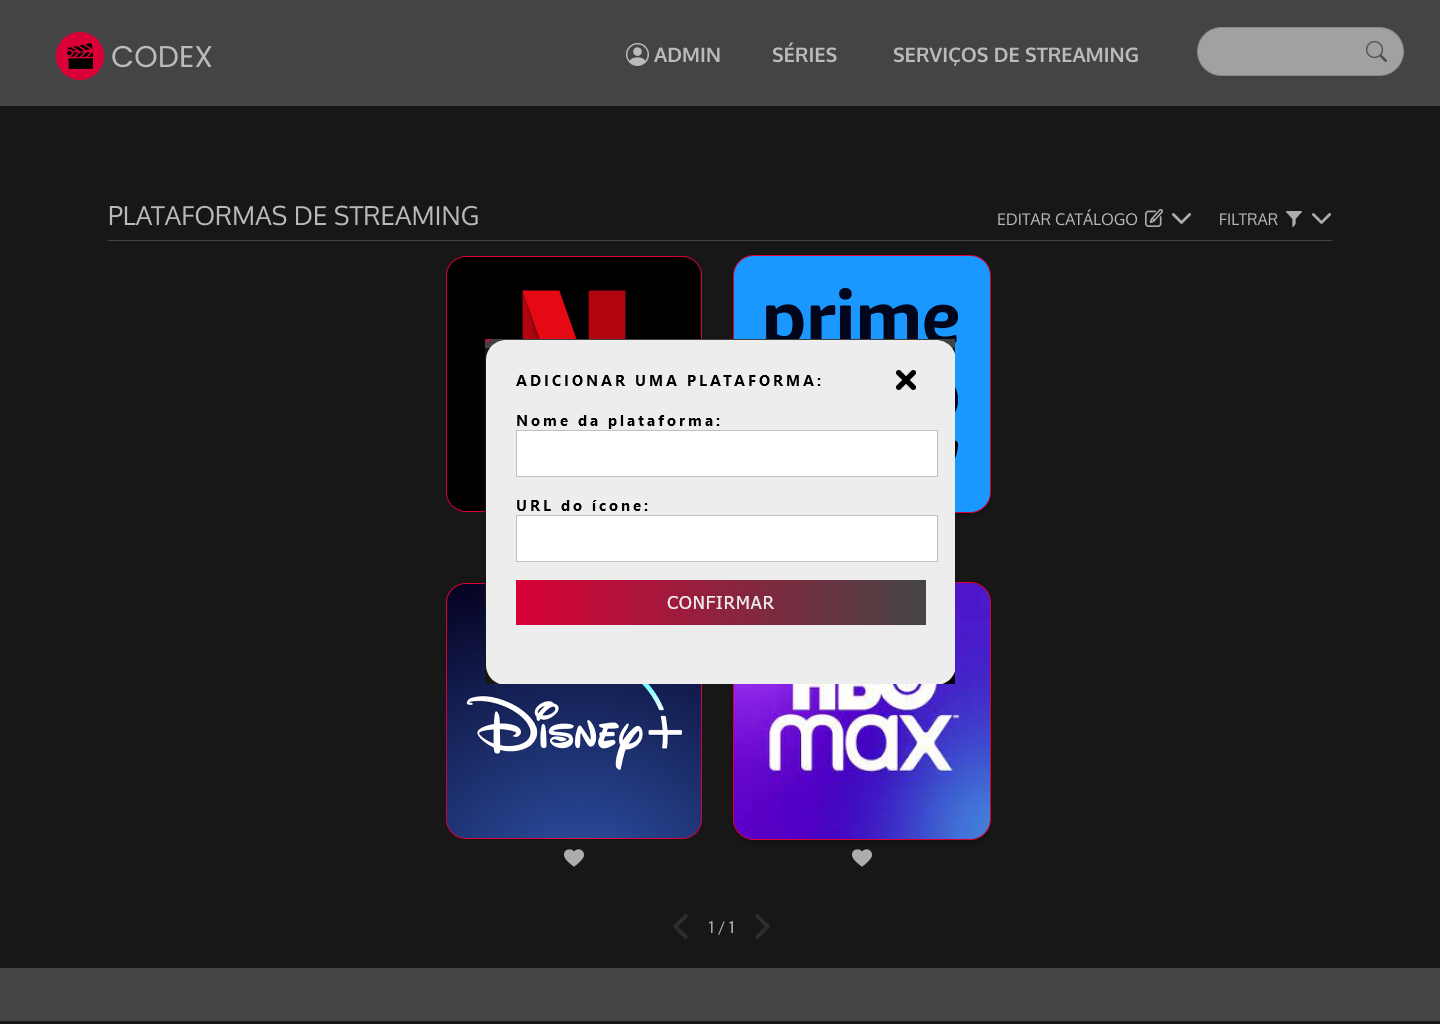 CODEX
ADMIN
SÉRIES
SERVIÇOS DE STREAMING
PLATAFORMAS DE STREAMING
EDITAR CATÁLOGO
FILTRAR
prime
ADICIONAR UMA PLATAFORMA:
Nome da plataforma:
URL do ícone:
CONFIRMAR
Disney+
HBO
max
1 / 1